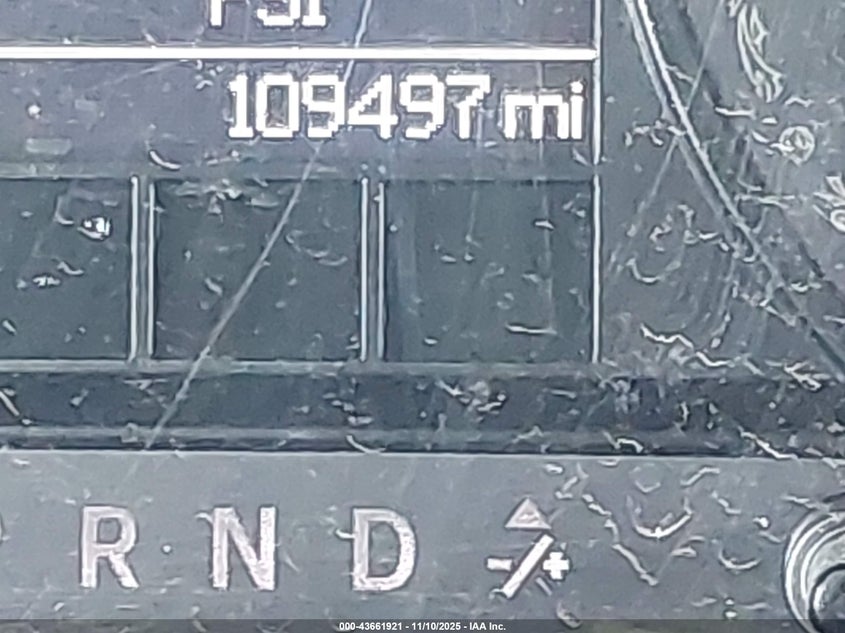 PSI
109497 mi
R N D -/+
000-43661921 - 11/10/2025 - IAA Inc.